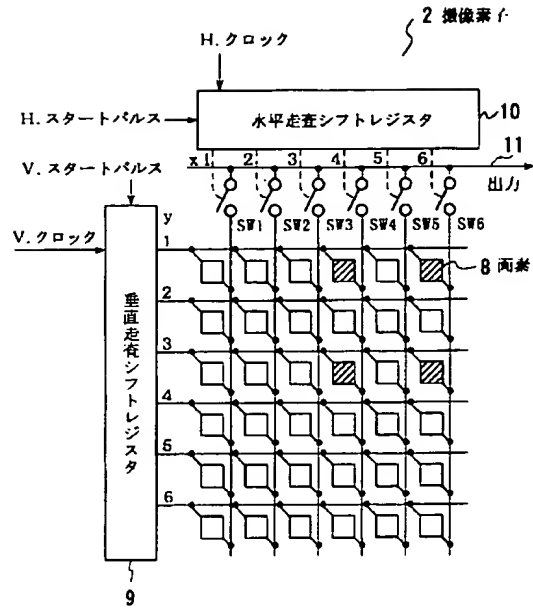 2 撮像素子
H.クロック
H.スタートパルス
水平走査シフトレジスタ
10
V.スタートパルス
x 1 2 3 4 5 6
11
出力
SW1 SW2 SW3 SW4 SW5 SW6
y
V.クロック
垂直走査シフトレジスタ
1
8 画素
2
3
4
5
6
9